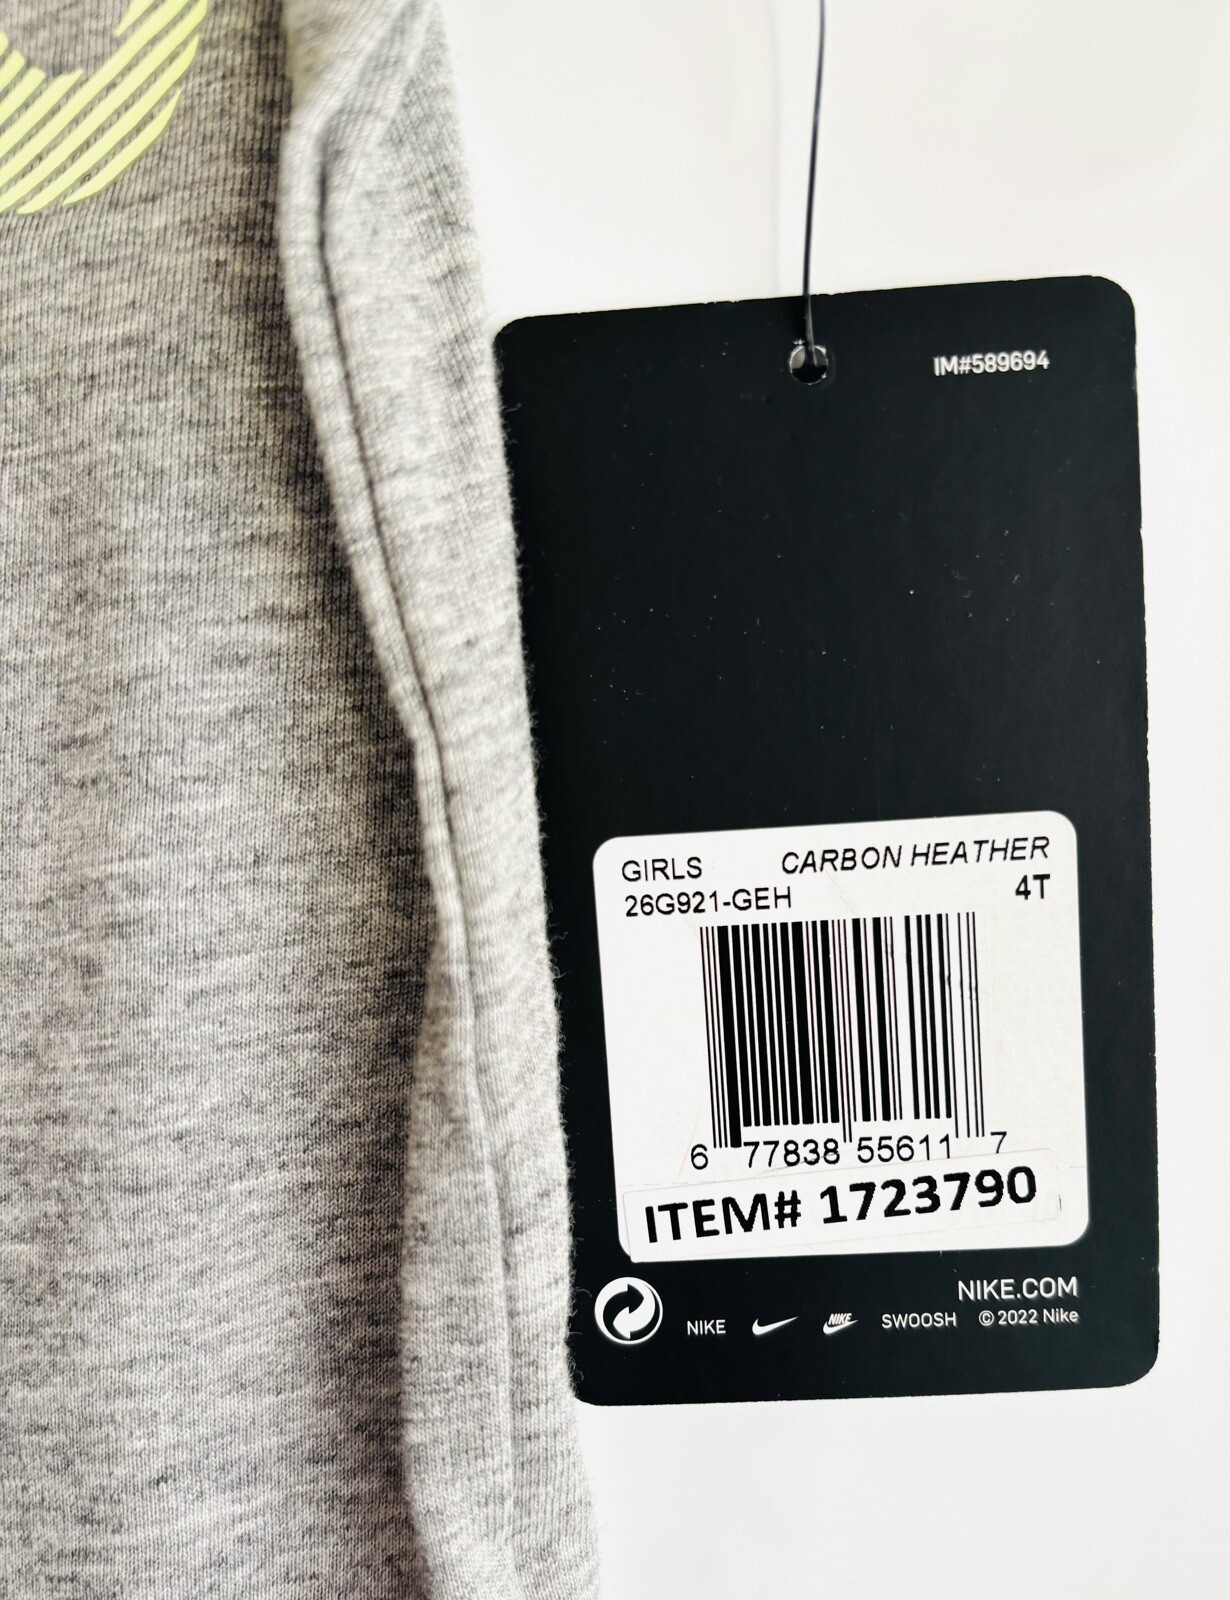 IM#589694
GIRLS CARBON HEATHER
26G921-GEH 4T
6 77838 55611 7
ITEM# 1723790
NIKE.COM
NIKE NIKE SWOOSH ©2022 Nike